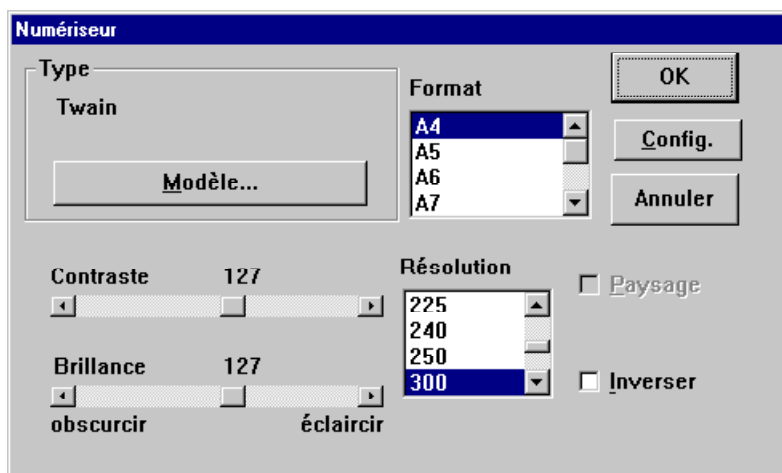 Numériseur
Type
Twain
Modèle...
Format
A4
A5
A6
A7
OK
Config.
Annuler
Contraste 127
Brillance 127
obscurcir éclaircir
Résolution
225
240
250
300
Paysage
Inverser